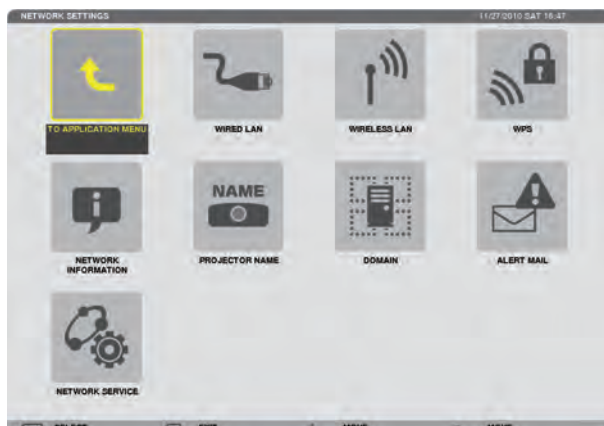 NETWORK SETTINGS 11/27/2010 SAT 16:47
TO APPLICATION MENU
WIRED LAN
WIRELESS LAN
WPS
NETWORK
INFORMATION
NAME
PROJECTOR NAME
DOMAIN
ALERT MAIL
NETWORK SERVICE